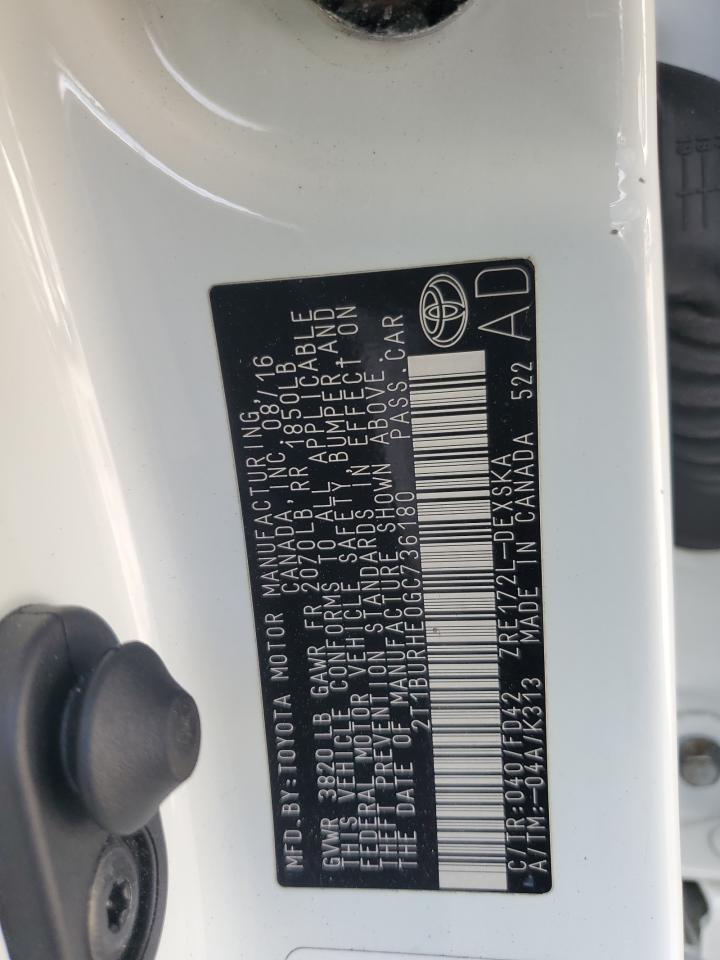 MFD. BY: TOYOTA MOTOR MANUFACTURING,
CANADA, INC 08/16
GVWR 3820 LB GAWR FR 2070LB, RR 1850LB
THIS VEHICLE CONFORMS TO ALL APPLICABLE
FEDERAL MOTOR VEHICLE SAFETY, BUMPER, AND
THEFT PREVENTION STANDARDS IN EFFECT ON
THE DATE OF MANUFACTURE SHOWN ABOVE.
2T1BURHE0GC736180 PASS. CAR
C/TR: 040/FD42 ZRE172L-DEXSKA
A/TM: -04A/K313 MADE IN CANADA 522
AD